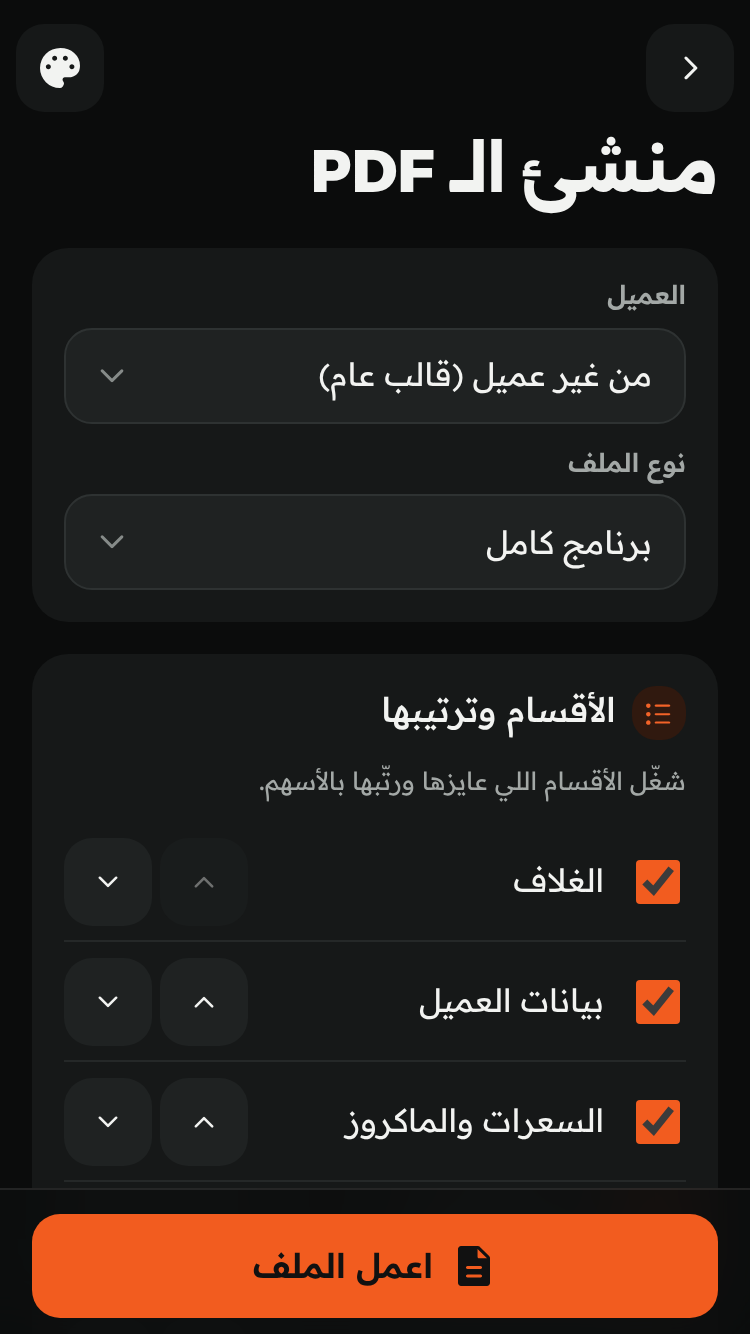 منشئ الـ PDF
العميل
من غير عميل (قالب عام)
نوع الملف
برنامج كامل
الأقسام وترتيبها
شغّل الأقسام اللي عايزها ورتّبها بالأسهم.
الغلاف
بيانات العميل
السعرات والماكروز
اعمل الملف